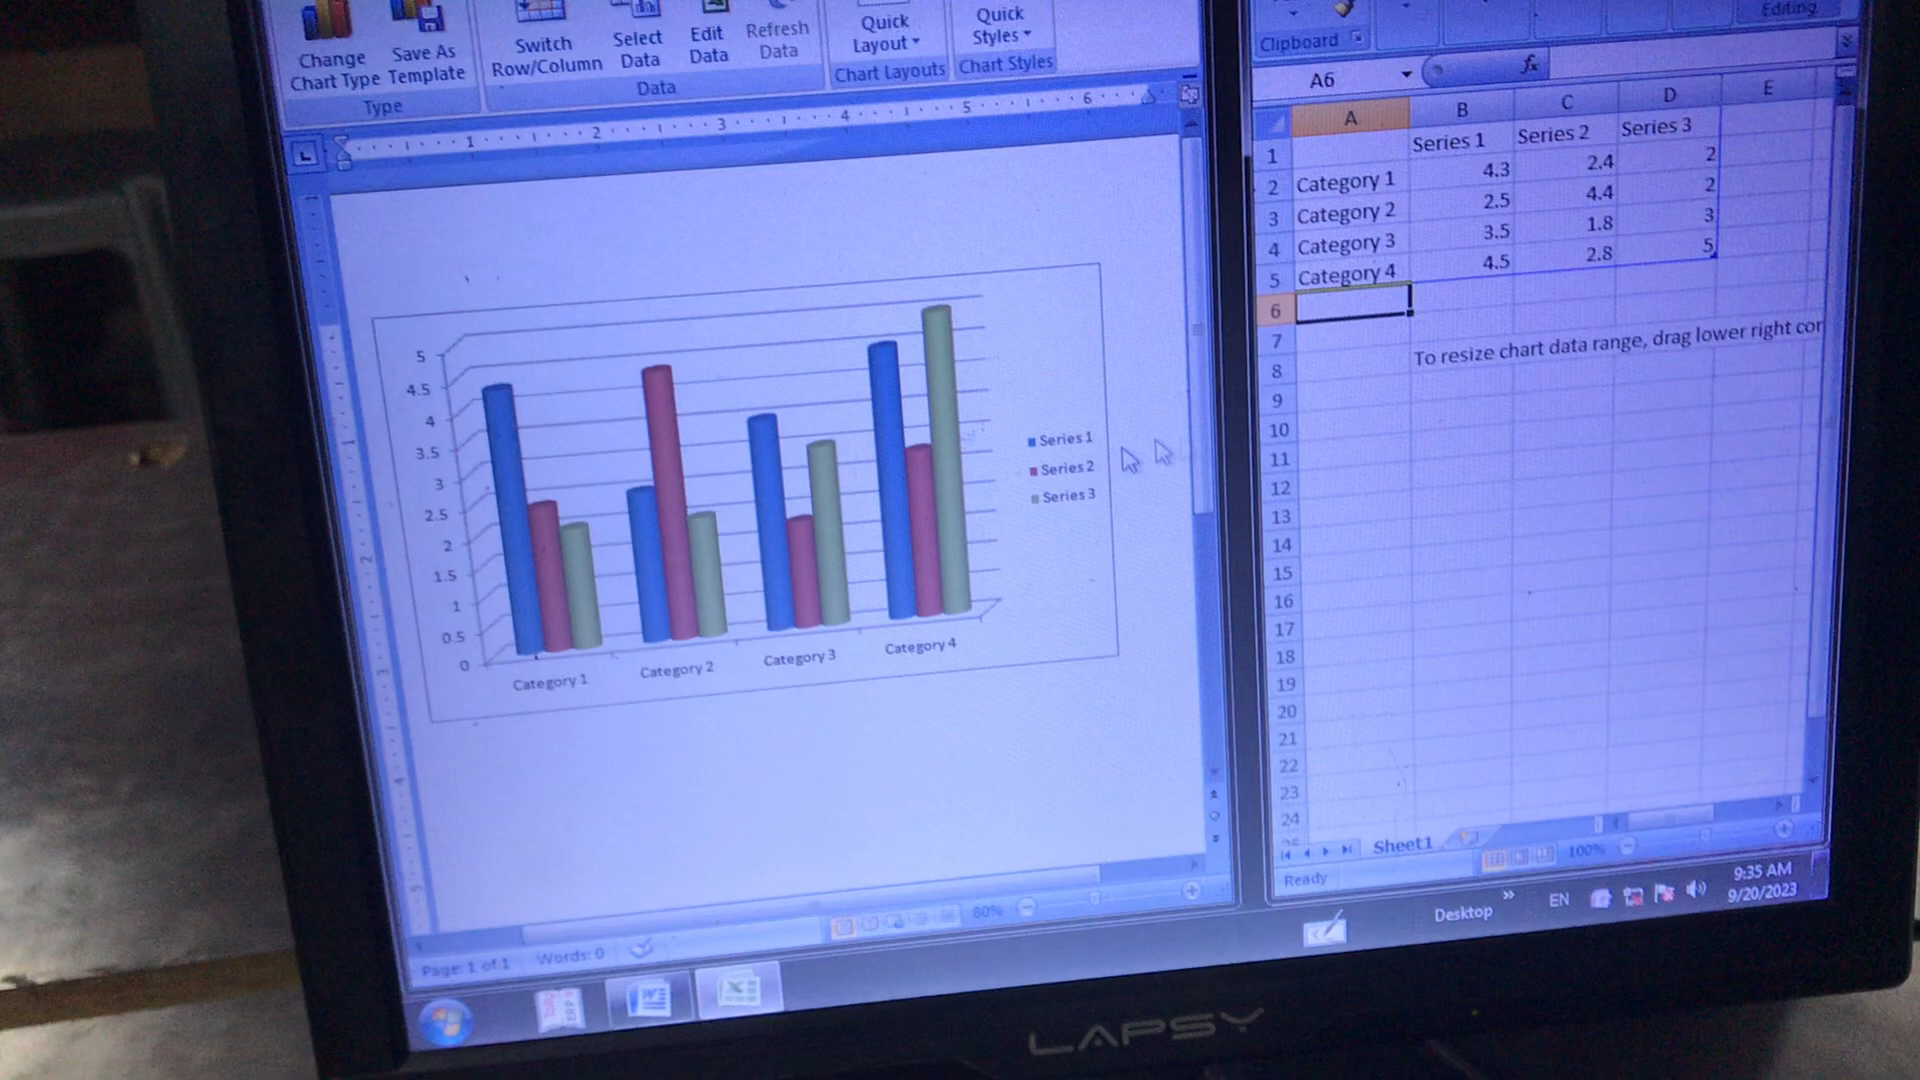 Change Chart Type
Save As Template
Type
Switch Row/Column
Select Data
Edit Data
Refresh Data
Data
Quick Layout
Chart Layouts
Quick Styles
Chart Styles
1 2 3 4 5 6
5
4.5
4
3.5
3
2.5
2
1.5
1
0.5
0
Category 1
Category 2
Category 3
Category 4
Series 1
Series 2
Series 3
Page: 1 of 1
Words: 0
80%
Clipboard
Editing
A6
fx
A B C D E
1 Series 1 Series 2 Series 3
2 Category 1 4.3 2.4 2
3 Category 2 2.5 4.4 2
4 Category 3 3.5 1.8 3
5 Category 4 4.5 2.8 5
6
7
8 To resize chart data range, drag lower right cor
9
10
11
12
13
14
15
16
17
18
19
20
21
22
23
24
Sheet1
Ready
100%
Desktop
EN
9:35 AM
9/20/2023
LAPSY